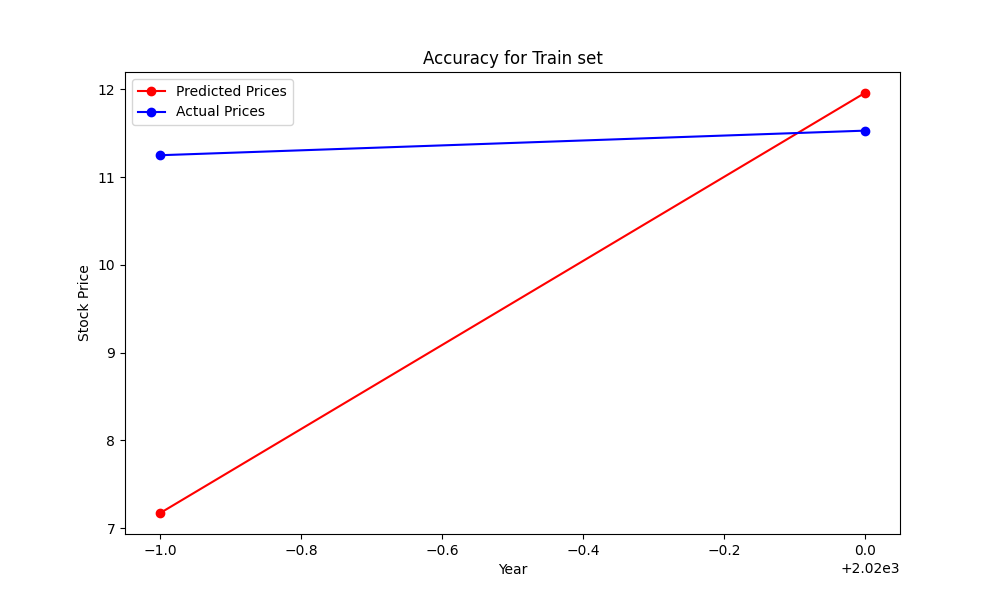 Accuracy for Train set
Predicted Prices
Actual Prices
Stock Price
12
11
10
9
8
7
−1.0
−0.8
−0.6
−0.4
−0.2
0.0
+2.02e3
Year